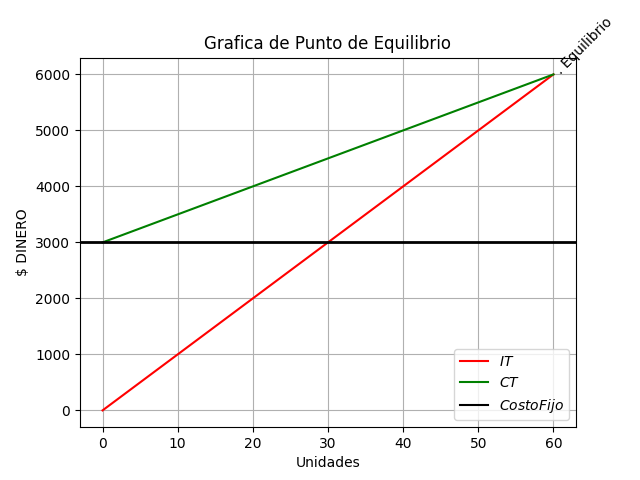 Grafica de Punto de Equilibrio
. Equilibrio
$ DINERO
6000
5000
4000
3000
2000
1000
0
0 10 20 30 40 50 60
Unidades
IT
CT
CostoFijo